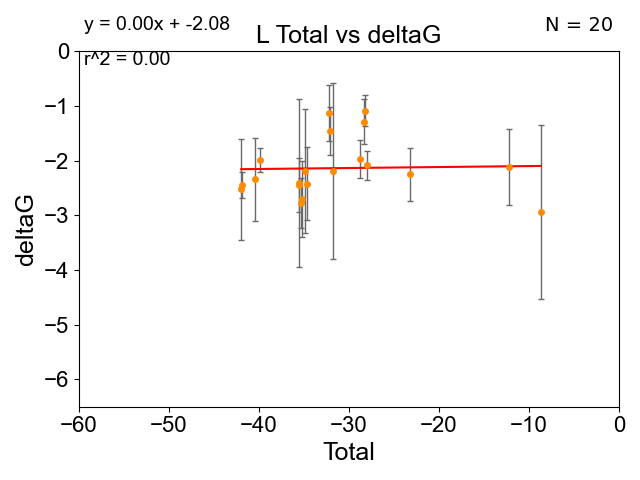 y = 0.00x + -2.08
N = 20
L Total vs deltaG
r^2 = 0.00
0
−1
−2
−3
−4
−5
−6
deltaG
−60
−50
−40
−30
−20
−10
0
Total